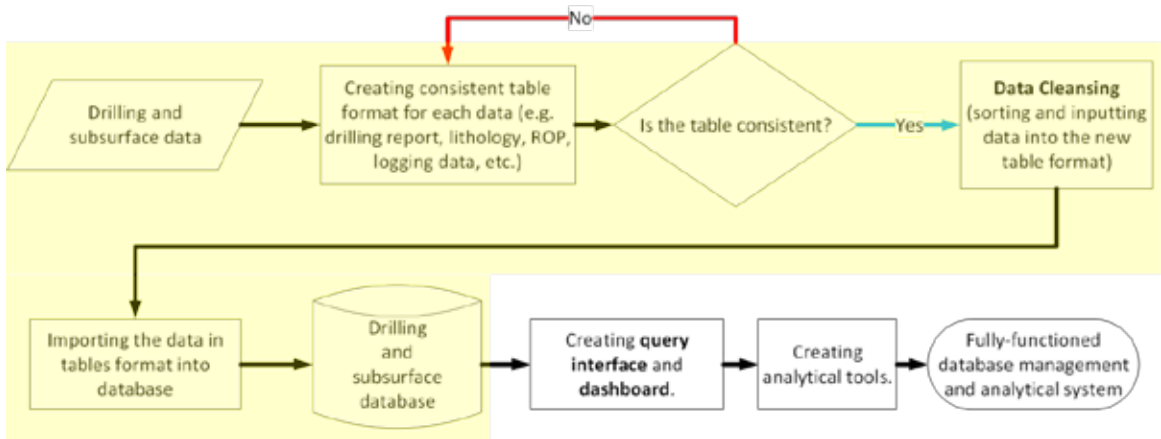 No
Drilling and
subsurface data
Creating consistent table
format for each data (e.g.
drilling report, lithology, ROP,
logging data, etc.)
Is the table consistent?
Yes
Data Cleansing
(sorting and inputting
data into the new
table format)
Importing the data in
tables format into
database
Drilling
and
subsurface
database
Creating query
interface and
dashboard.
Creating
analytical tools.
Fully-functioned
database management
and analytical system